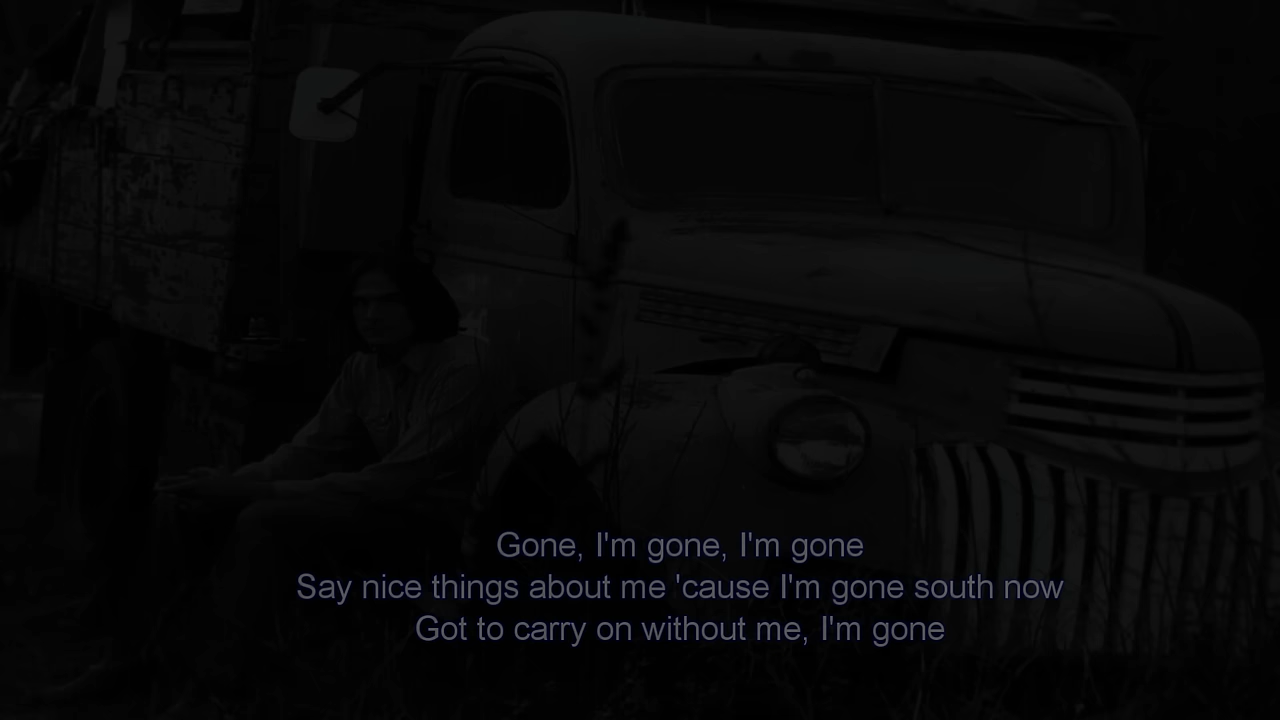 Gone, I'm gone, I'm gone
Say nice things about me 'cause I'm gone south now
Got to carry on without me, I'm gone